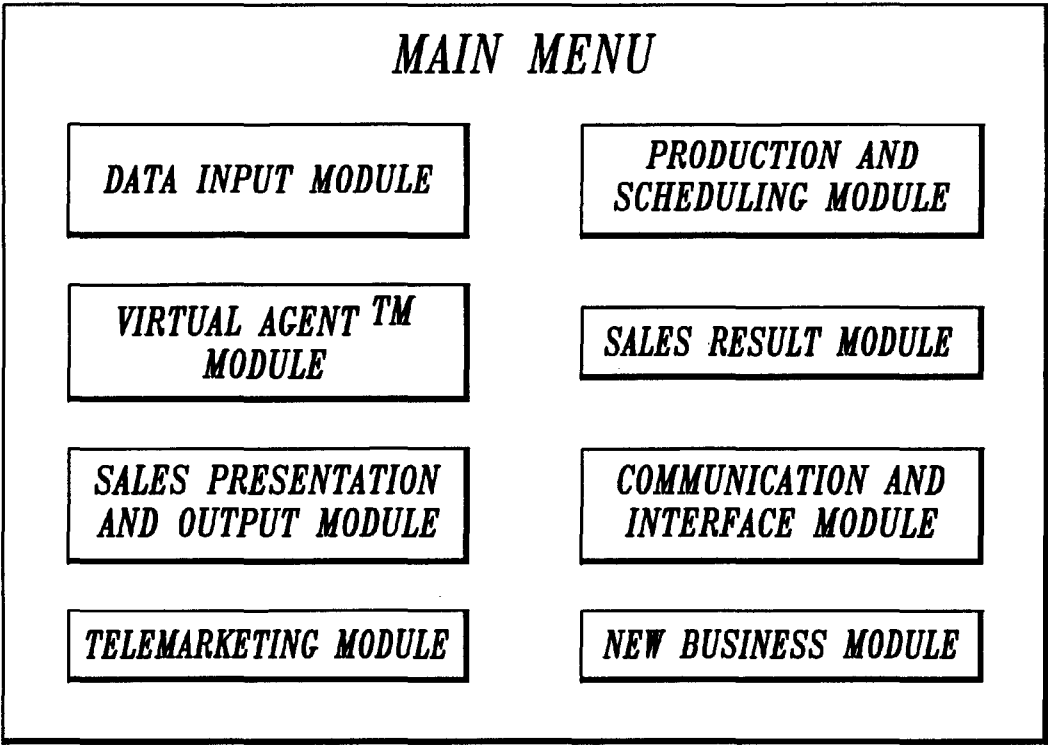 MAIN MENU
DATA INPUT MODULE
PRODUCTION AND
SCHEDULING MODULE
VIRTUAL AGENT TM
MODULE
SALES RESULT MODULE
SALES PRESENTATION
AND OUTPUT MODULE
COMMUNICATION AND
INTERFACE MODULE
TELEMARKETING MODULE
NEW BUSINESS MODULE